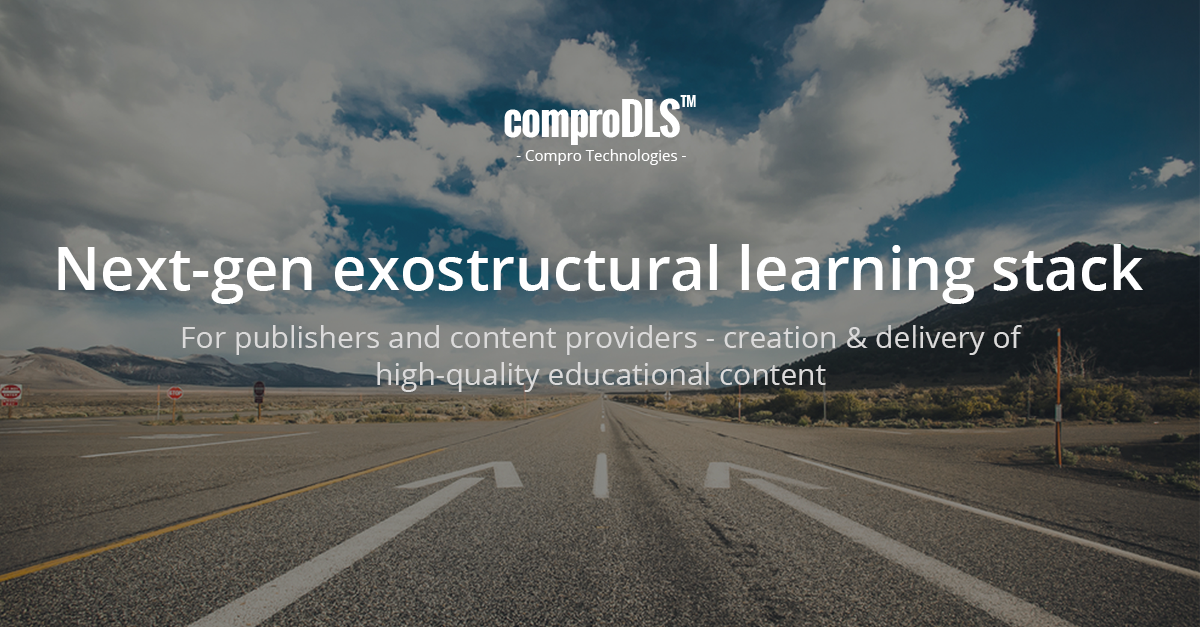 comproDLS™
- Compro Technologies -
Next-gen exostructural learning stack
For publishers and content providers - creation & delivery of
high-quality educational content